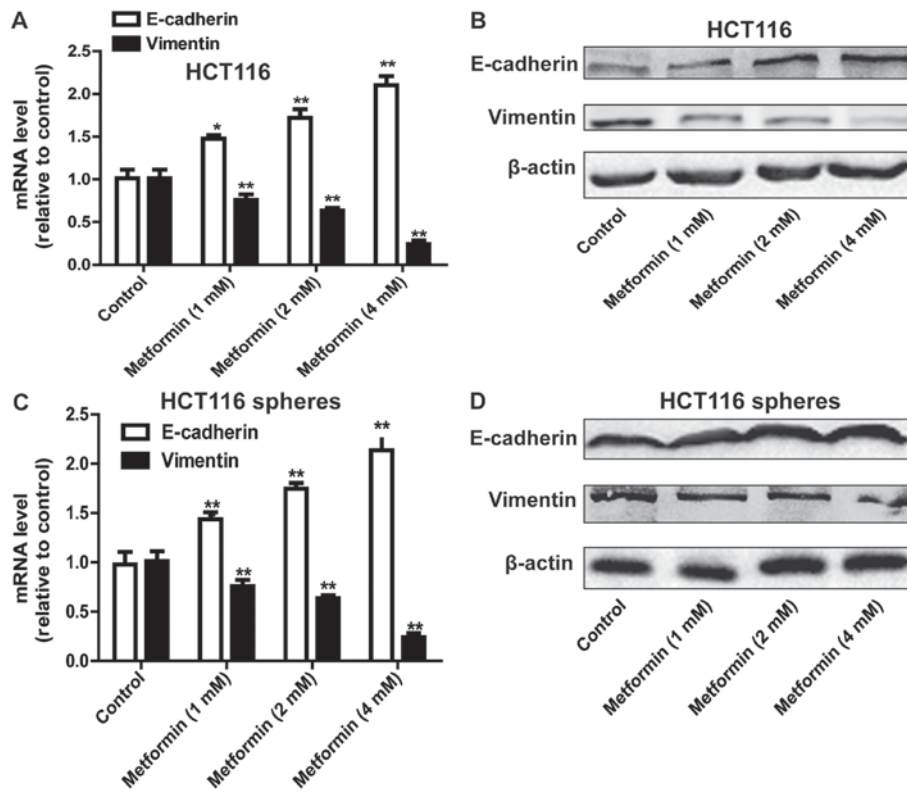 A
E-cadherin
Vimentin
HCT116
mRNA level
(relative to control)
2.5
2.0
1.5
1.0
0.5
0.0
*
**
**
**
**
**
Control
Metformin (1 mM)
Metformin (2 mM)
Metformin (4 mM)
B
HCT116
E-cadherin
Vimentin
β-actin
Control
Metformin (1 mM)
Metformin (2 mM)
Metformin (4 mM)
C
HCT116 spheres
E-cadherin
Vimentin
mRNA level
(relative to control)
2.5
2.0
1.5
1.0
0.5
0.0
**
**
**
**
**
**
Control
Metformin (1 mM)
Metformin (2 mM)
Metformin (4 mM)
D
HCT116 spheres
E-cadherin
Vimentin
β-actin
Control
Metformin (1 mM)
Metformin (2 mM)
Metformin (4 mM)